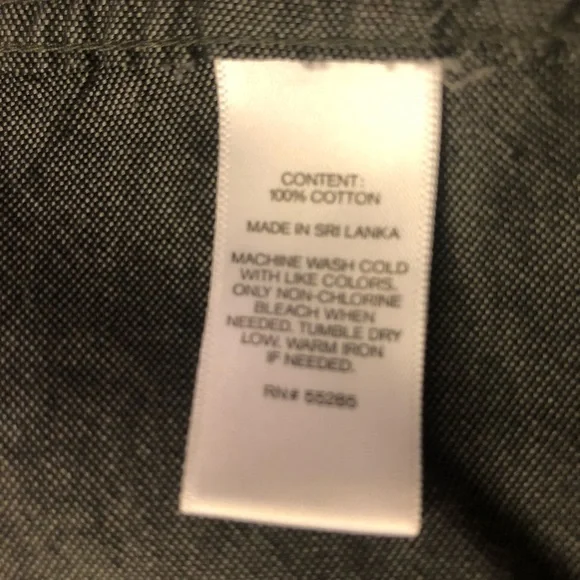 CONTENT:
100% COTTON
MADE IN SRI LANKA
MACHINE WASH COLD
WITH LIKE COLORS,
ONLY NON-CHLORINE
BLEACH WHEN
NEEDED. TUMBLE DRY
LOW. WARM IRON
IF NEEDED.
RN# 55285